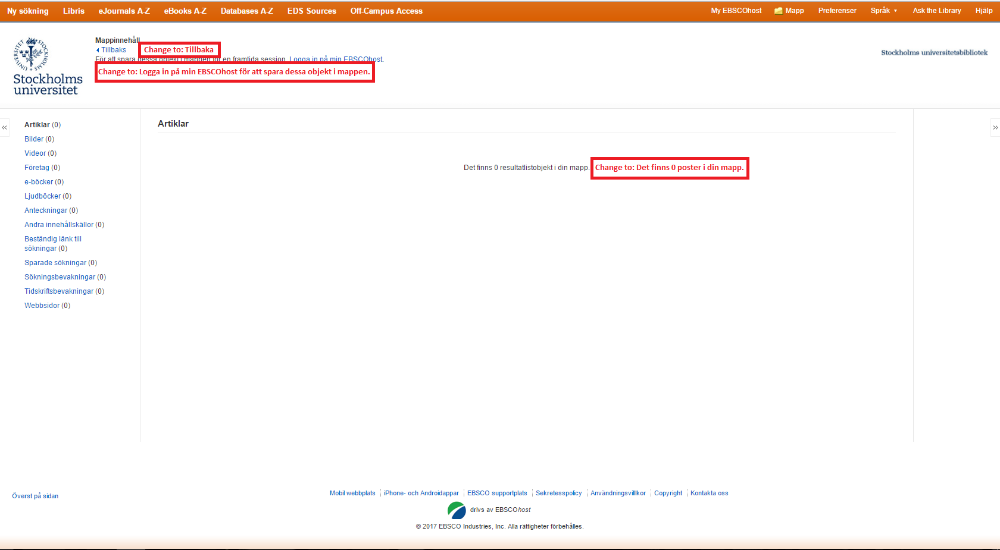 Ny sökning Libris eJournals A-Z eBooks A-Z Databases A-Z EDS Sources Off-Campus Access My EBSCOhost Mapp Preferenser Språk Ask the Library Hjälp
Mappinnehåll
Tillbaks Change to: Tillbaka
För att spara dessa objekt i mappen för en framtida session, Logga in på min EBSCOhost.
Change to: Logga in på min EBSCOhost för att spara dessa objekt i mappen.
UNIVERSITET STOCKHOLMS
Stockholms
universitet
Stockholms universitetsbibliotek
Artiklar (0)
Bilder (0)
Videor (0)
Företag (0)
e-böcker (0)
Ljudböcker (0)
Anteckningar (0)
Andra innehållskällor (0)
Beständig länk till
sökningar (0)
Sparade sökningar (0)
Sökningsbevakningar (0)
Tidskriftsbevakningar (0)
Webbsidor (0)
Artiklar
Det finns 0 resultatlistobjekt i din mapp. Change to: Det finns 0 poster i din mapp.
Överst på sidan
Mobil webbplats iPhone- och Androidappar EBSCO supportplats Sekretesspolicy Användningsvilllkor Copyright Kontakta oss
drivs av EBSCOhost
© 2017 EBSCO Industries, Inc. Alla rättigheter förbehålles.